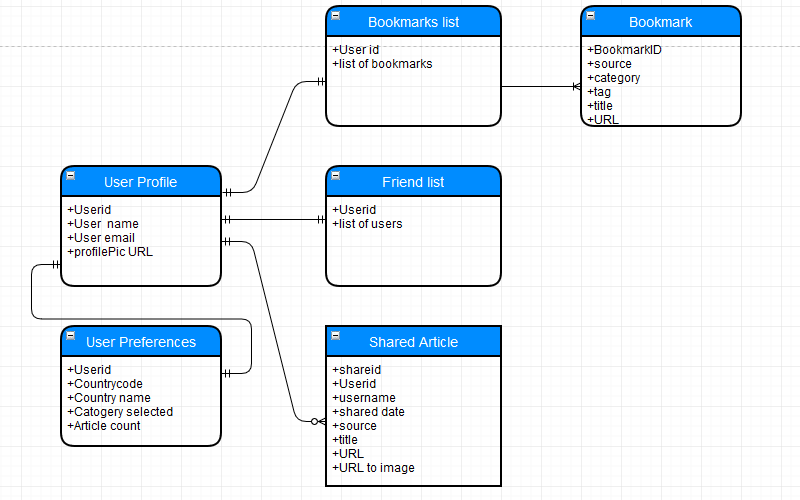 Bookmarks list
+User id
+list of bookmarks
Bookmark
+BookmarkID
+source
+category
+tag
+title
+URL
User Profile
+Userid
+User  name
+User email
+profilePic URL
Friend list
+Userid
+list of users
User Preferences
+Userid
+Countrycode
+Country name
+Catogery selected
+Article count
Shared Article
+shareid
+Userid
+username
+shared date
+source
+title
+URL
+URL to image